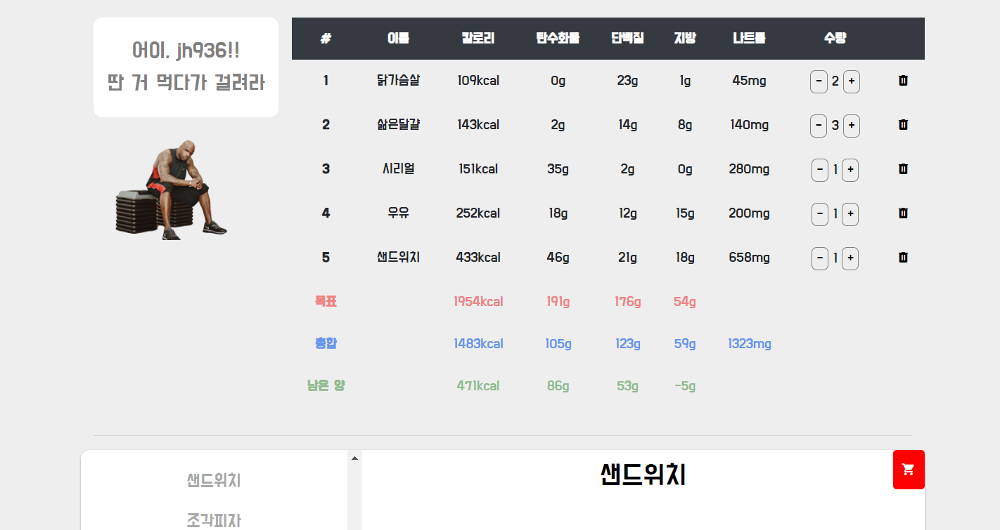 어이, jh936!!
딴 거 먹다가 걸려라
# 이름 칼로리 탄수화물 단백질 지방 나트륨 수량
1 닭가슴살 109kcal 0g 23g 1g 45mg - 2 +
2 삶은달걀 143kcal 2g 14g 8g 140mg - 3 +
3 시리얼 151kcal 35g 2g 0g 280mg - 1 +
4 우유 252kcal 18g 12g 15g 200mg - 1 +
5 샌드위치 433kcal 46g 21g 18g 658mg - 1 +
목표 1954kcal 191g 176g 54g
총합 1483kcal 105g 123g 59g 1323mg
남은 양 471kcal 86g 53g -5g
샌드위치
조각피자
샌드위치